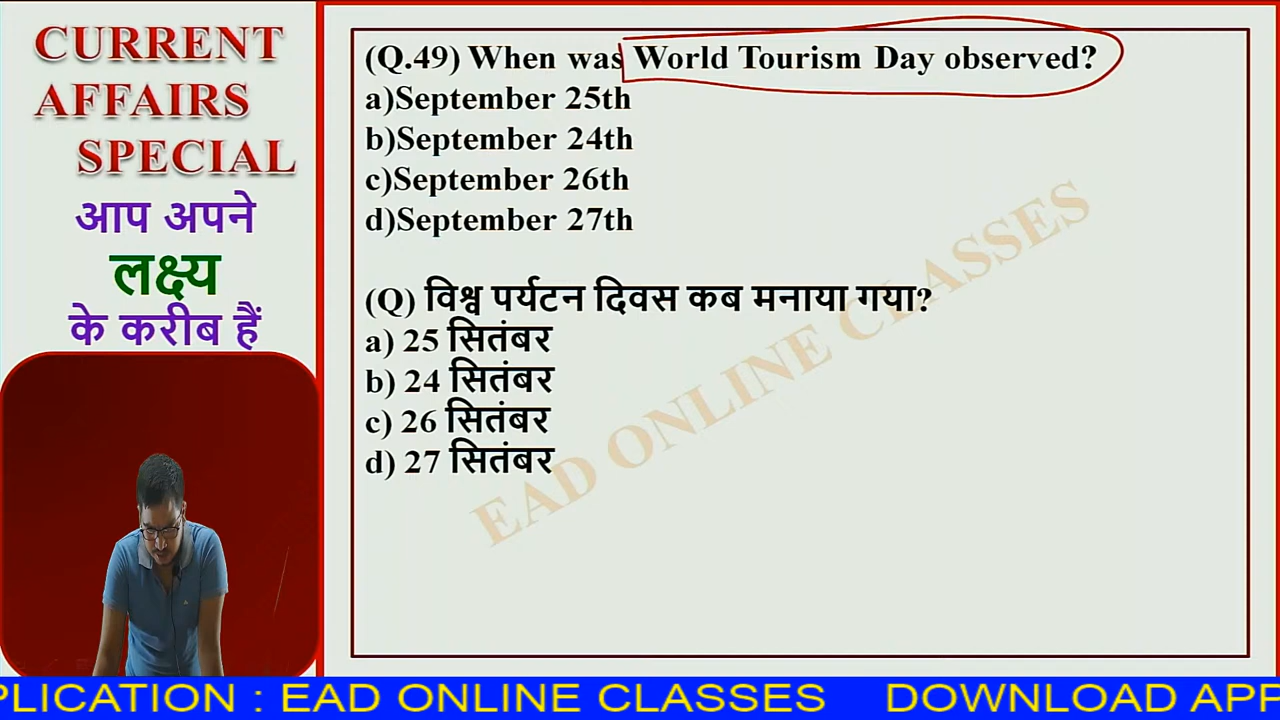 CURRENT
AFFAIRS
SPECIAL
आप अपने
लक्ष्य
के करीब हैं
(Q.49) When was World Tourism Day observed?
a)September 25th
b)September 24th
c)September 26th
d)September 27th
(Q) विश्व पर्यटन दिवस कब मनाया गया?
a) 25 सितंबर
b) 24 सितंबर
c) 26 सितंबर
d) 27 सितंबर
EAD ONLINE CLASSES
PLICATION : EAD ONLINE CLASSES DOWNLOAD APP